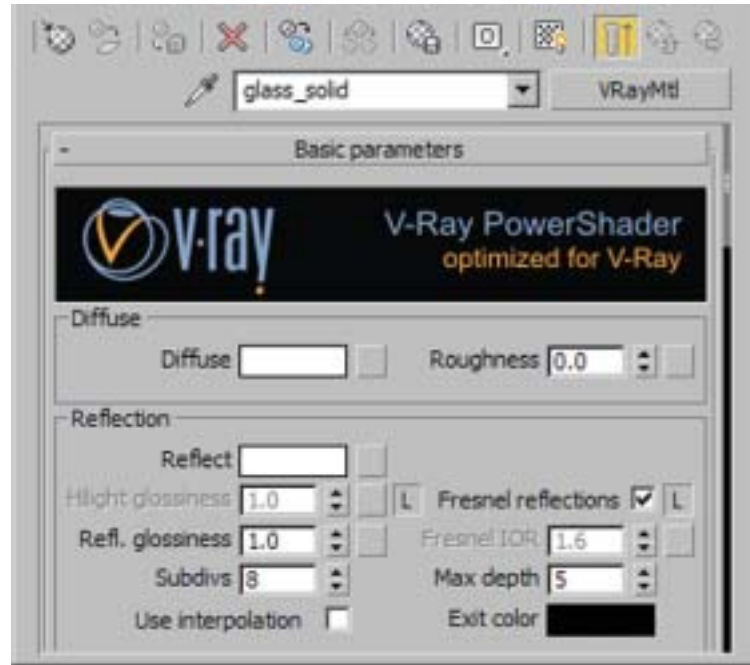 glass_solid VRayMtl
- Basic parameters
v·ray V-Ray PowerShader
optimized for V-Ray
Diffuse
Diffuse Roughness 0.0
Reflection
Reflect
Hilight glossiness 1.0 L Fresnel reflections L
Refl. glossiness 1.0 Fresnel IOR 1.6
Subdivs 8 Max depth 5
Use interpolation Exit color